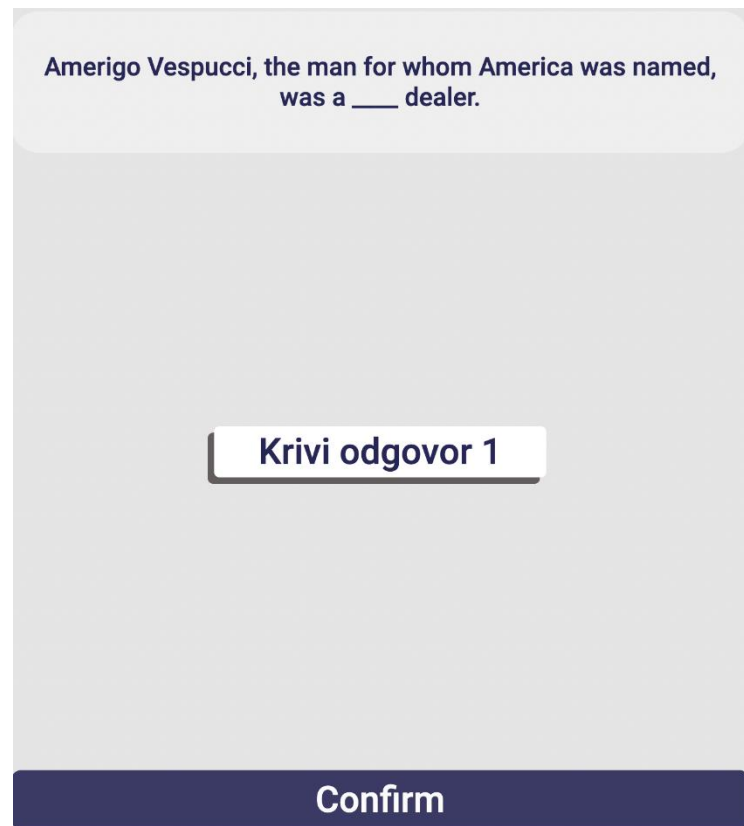 Amerigo Vespucci, the man for whom America was named,
was a ____ dealer.
Krivi odgovor 1
Confirm